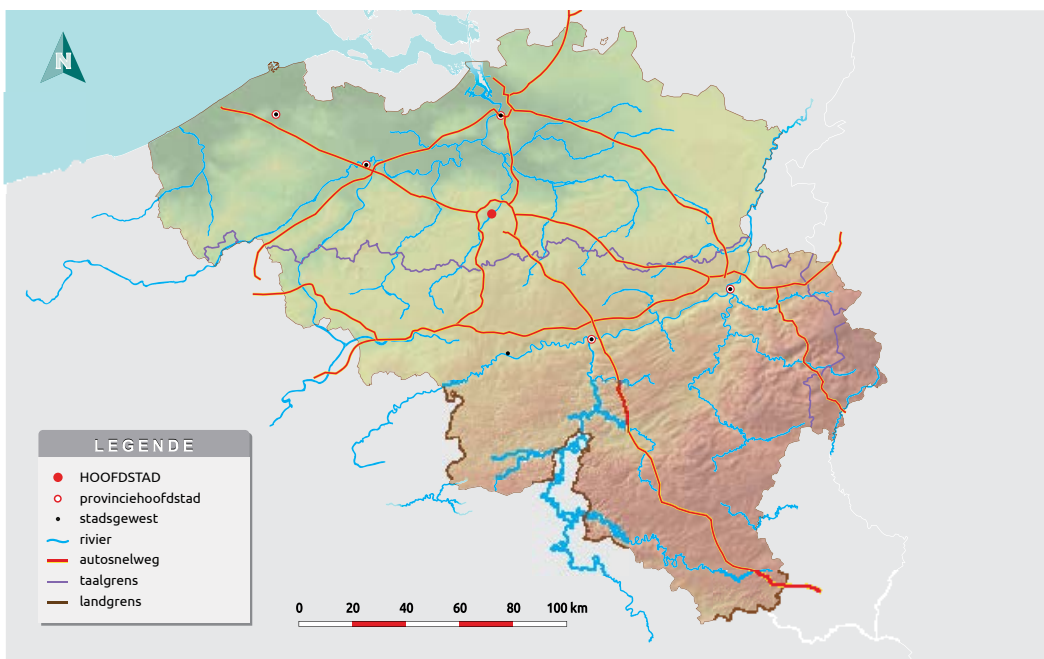 N
LEGENDE
HOOFDSTAD
provinciehoofdstad
stadsgewest
rivier
autosnelweg
taalgrens
landgrens
0 20 40 60 80 100 km